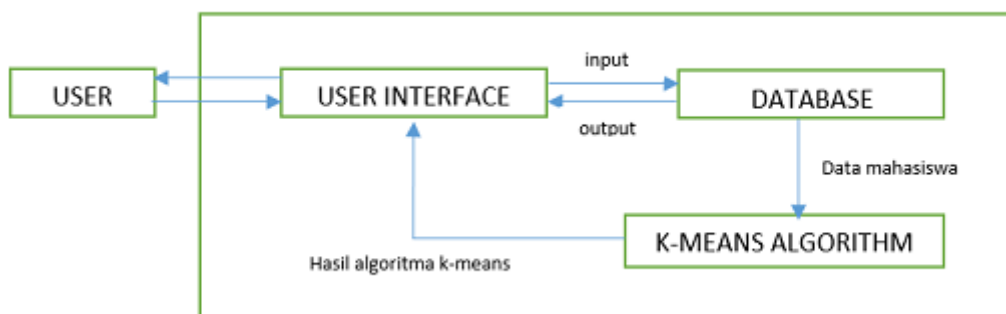 input
USER
USER INTERFACE
DATABASE
output
Data mahasiswa
K-MEANS ALGORITHM
Hasil algoritma k-means